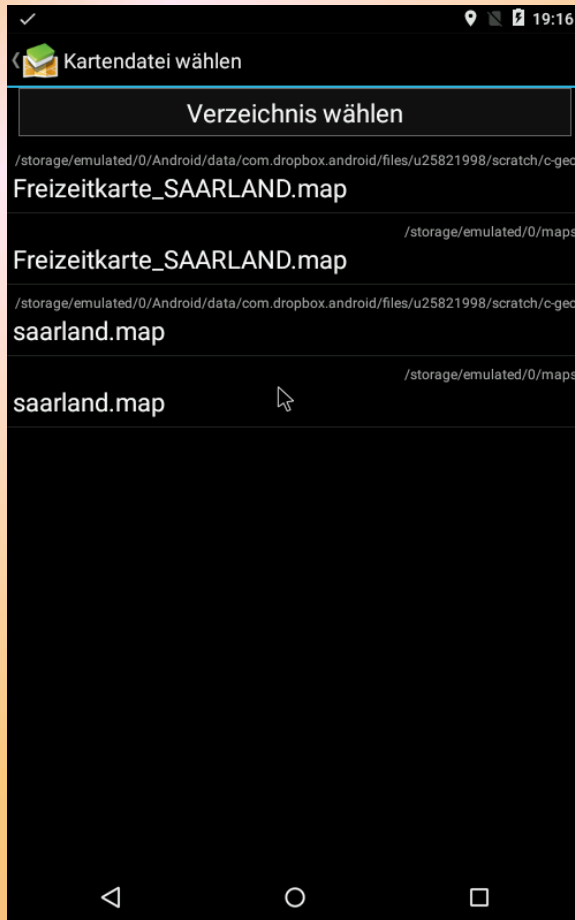 19:16
Kartendatei wählen
Verzeichnis wählen
/storage/emulated/0/Android/data/com.dropbox.android/files/u25821998/scratch/c-geo
Freizeitkarte_SAARLAND.map
/storage/emulated/0/maps
Freizeitkarte_SAARLAND.map
/storage/emulated/0/Android/data/com.dropbox.android/files/u25821998/scratch/c-geo
saarland.map
/storage/emulated/0/maps
saarland.map